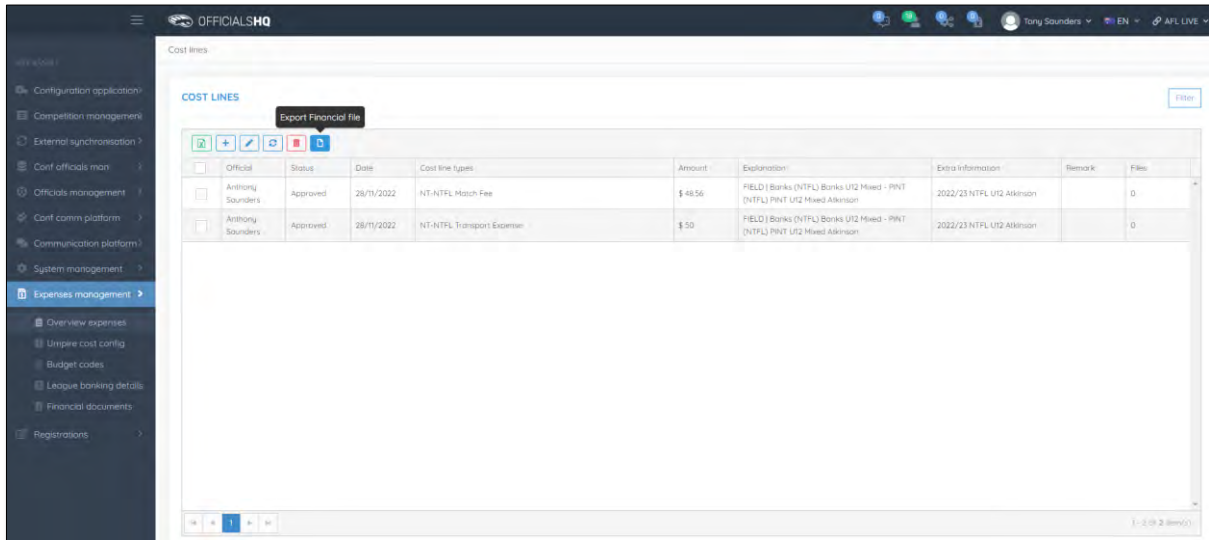 OFFICIALSHQ
Tony Saunders
EN
AFL LIVE
Cost lines
Configuration application
Competition management
External synchronisation
Conf officials man
Officials management
Conf comm platform
Communication platform
System management
Expenses management
Overview expenses
Umpire cost config
Budget codes
League banking details
Financial documents
Registrations
COST LINES
Filter
Export Financial file
Official Status Date Cost line types Amount Explanation Extra Information Remark Files
Anthony Saunders Approved 28/11/2022 NT-NTFL Match Fee $ 48.56 FIELD | Banks (NTFL) Banks U12 Mixed - PINT (NTFL) PINT U12 Mixed Atkinson 2022/23 NTFL U12 Atkinson 0
Anthony Saunders Approved 28/11/2022 NT-NTFL Transport Expense $ 50 FIELD | Banks (NTFL) Banks U12 Mixed - PINT (NTFL) PINT U12 Mixed Atkinson 2022/23 NTFL U12 Atkinson 0
1
1 - 2 of 2 item(s)